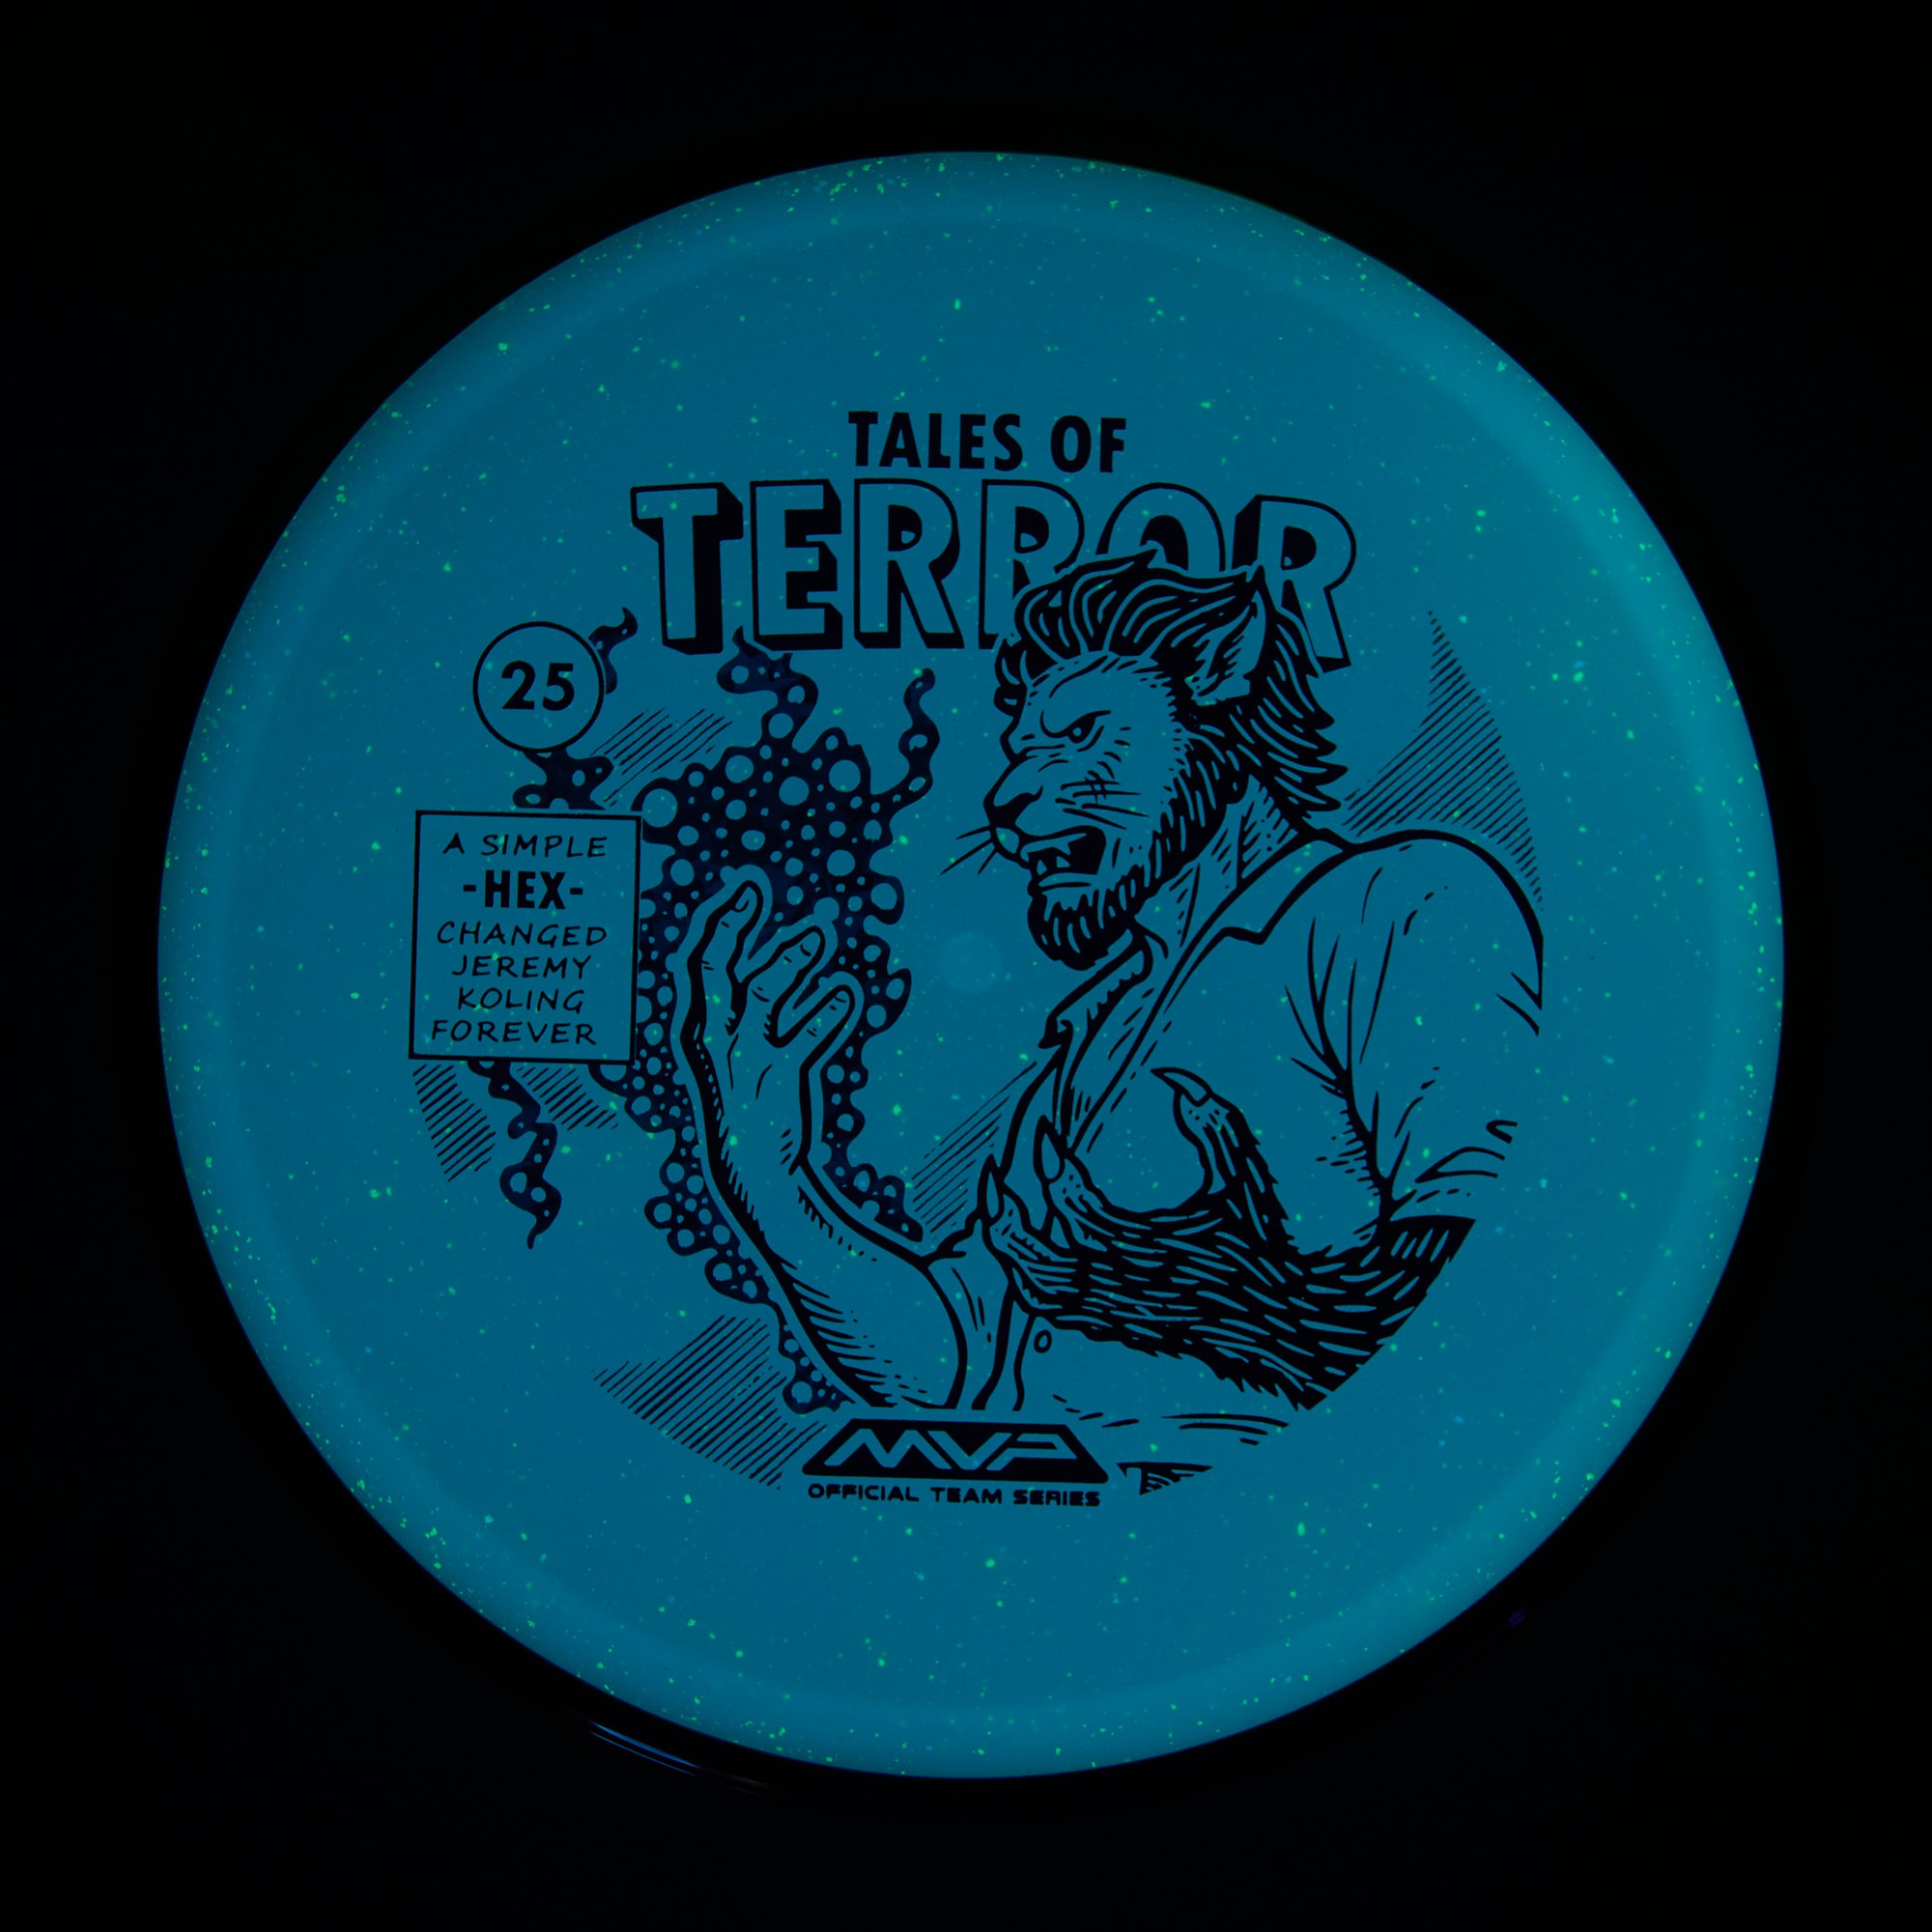 TALES OF
TERROR
25
A SIMPLE
-HEX-
CHANGED
JEREMY
KOLING
FOREVER
MVP
OFFICIAL TEAM SERIES